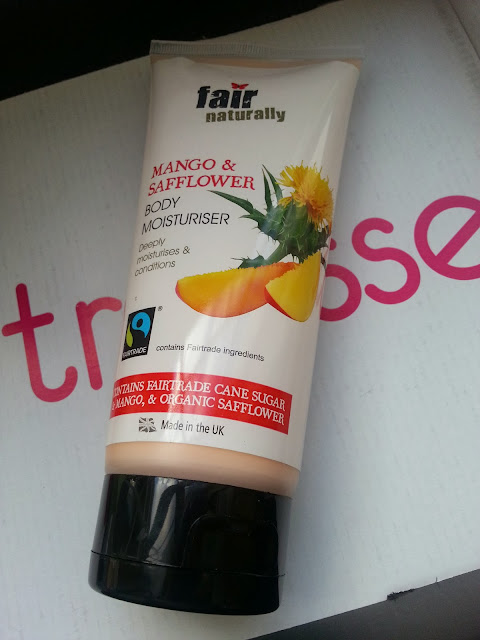 fair
naturally
MANGO &
SAFFLOWER
BODY
MOISTURISER
Deeply
moisturises &
conditions
FAIRTRADE
®
contains Fairtrade ingredients
CONTAINS FAIRTRADE CANE SUGAR
& MANGO, & ORGANIC SAFFLOWER
Made in the UK
tr
sse